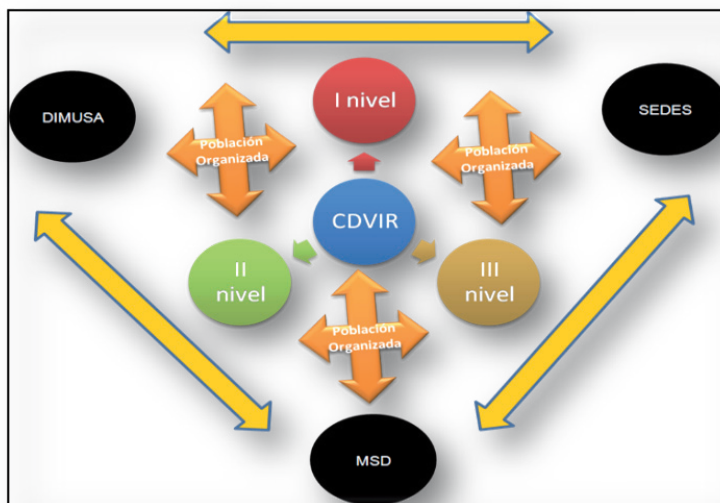 I nivel
DIMUSA
SEDES
Población
Organizada
Población
Organizada
CDVIR
II
nivel
III
nivel
Población
Organizada
MSD